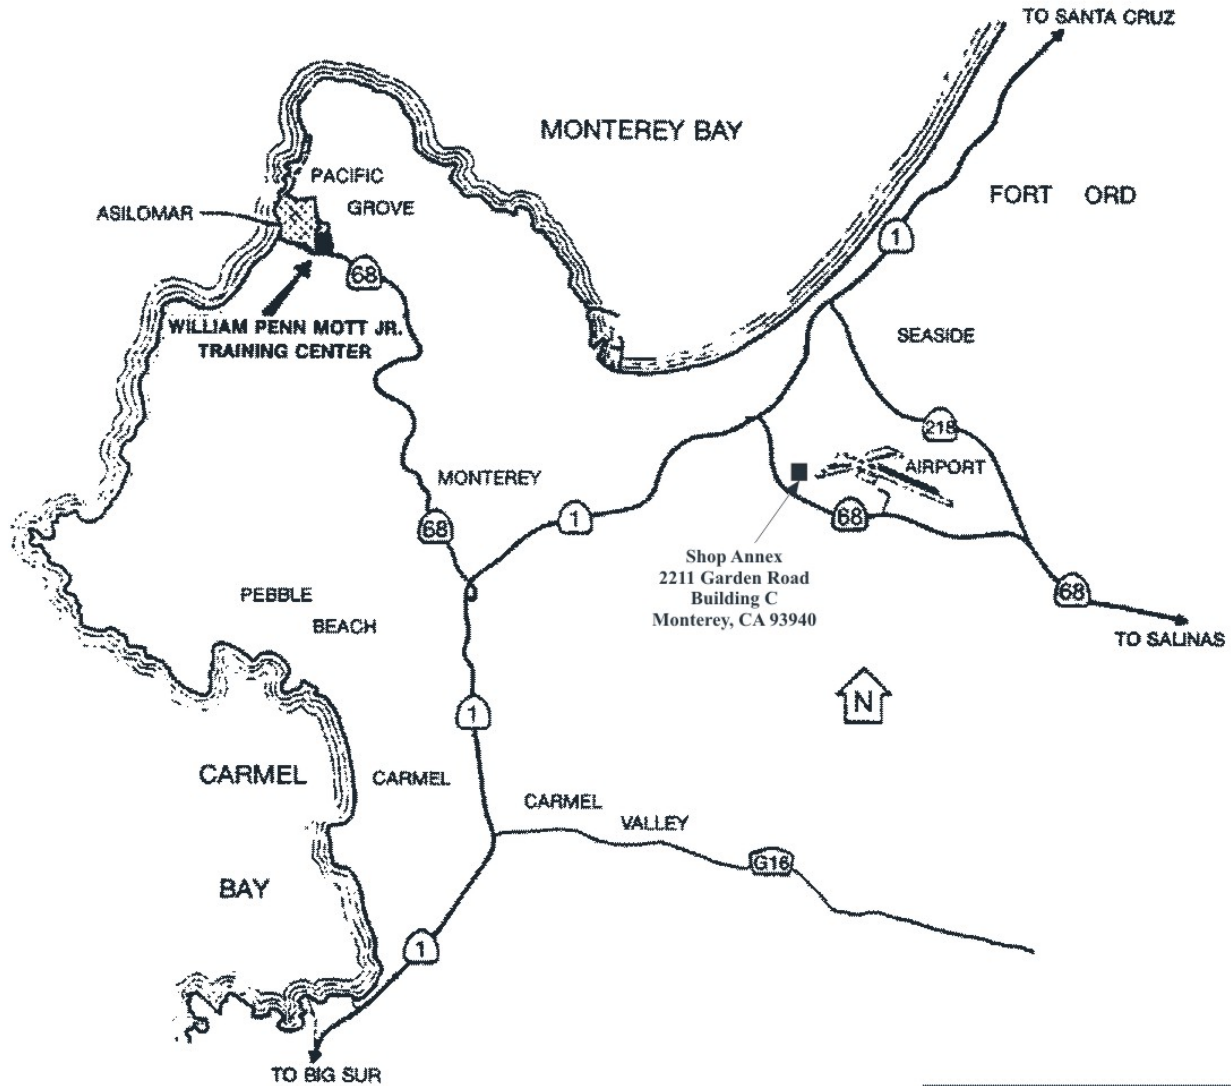 TO SANTA CRUZ
MONTEREY BAY
FORT ORD
PACIFIC
GROVE
ASILOMAR
1
68
WILLIAM PENN MOTT JR.
TRAINING CENTER
SEASIDE
218
AIRPORT
MONTEREY
68
1
68
Shop Annex
2211 Garden Road
Building C
Monterey, CA 93940
68
TO SALINAS
PEBBLE
BEACH
N
1
CARMEL
BAY
CARMEL
CARMEL
VALLEY
G16
1
TO BIG SUR